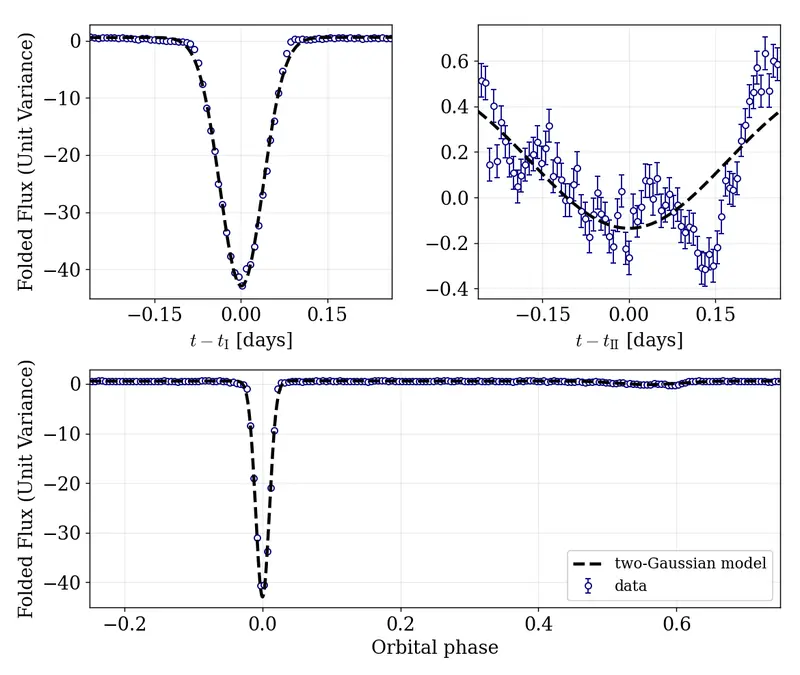 Folded Flux (Unit Variance)
0
−10
−20
−30
−40
−0.15 0.00 0.15
t − t_I [days]
0.6
0.4
0.2
0.0
−0.2
−0.4
−0.15 0.00 0.15
t − t_II [days]
Folded Flux (Unit Variance)
0
−10
−20
−30
−40
two-Gaussian model
data
−0.2 0.0 0.2 0.4 0.6
Orbital phase